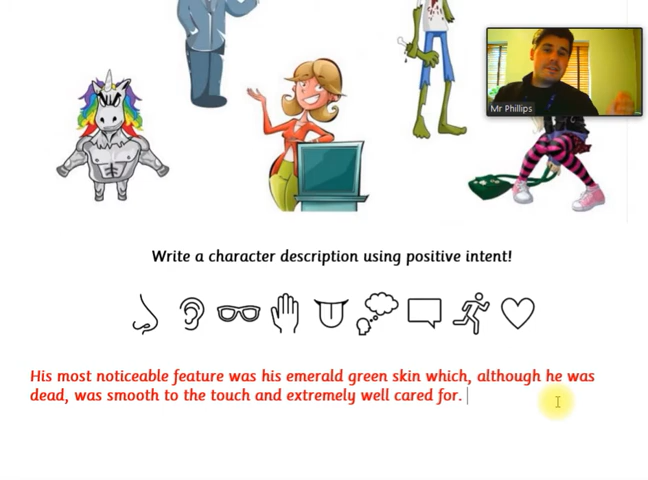 Mr Phillips
Write a character description using positive intent!
His most noticeable feature was his emerald green skin which, although he was
dead, was smooth to the touch and extremely well cared for.